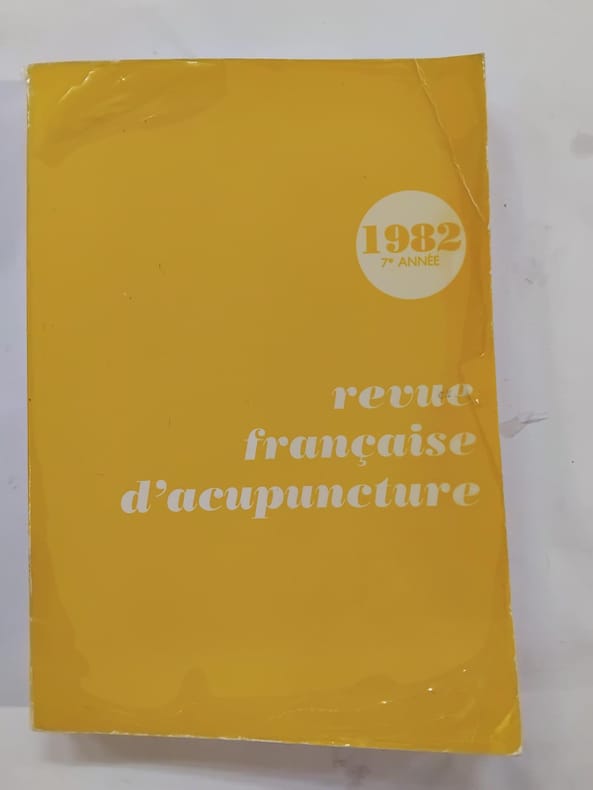 1982
7e ANNÉE
revue
française
d'acupuncture